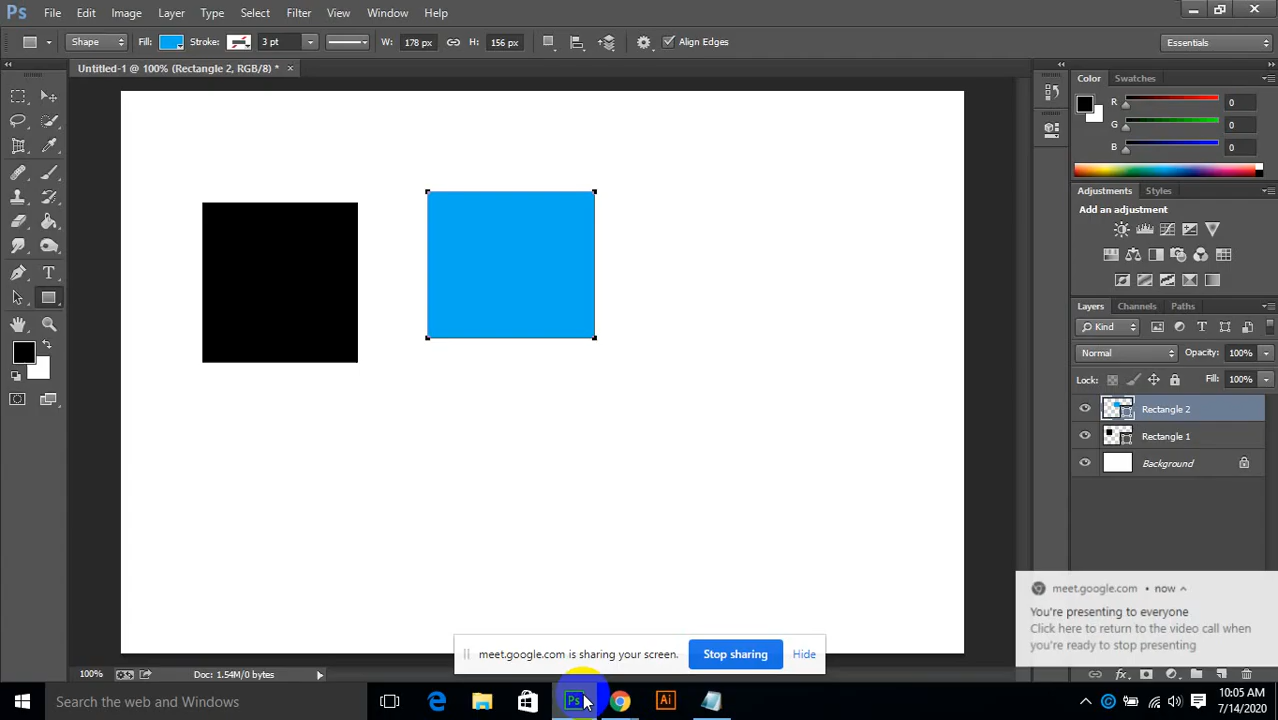 Ps File Edit Image Layer Type Select Filter 3D View Window Help
Shape Fill: Stroke: 3 pt W: 178 px H: 156 px Align Edges Essentials
Untitled-1 @ 100% (Rectangle 2, RGB/8) *
Color Swatches
R 0
G 0
B 0
Adjustments Styles
Add an adjustment
Layers Channels Paths
Kind
Normal Opacity: 100%
Lock: Fill: 100%
Rectangle 2
Rectangle 1
Background
meet.google.com • now
You're presenting to everyone
Click here to return to the video call when
you're ready to stop presenting
meet.google.com is sharing your screen. Stop sharing Hide
100% Doc: 1.54M/0 bytes
Search the web and Windows
Ps
Ai
10:05 AM
7/14/2020